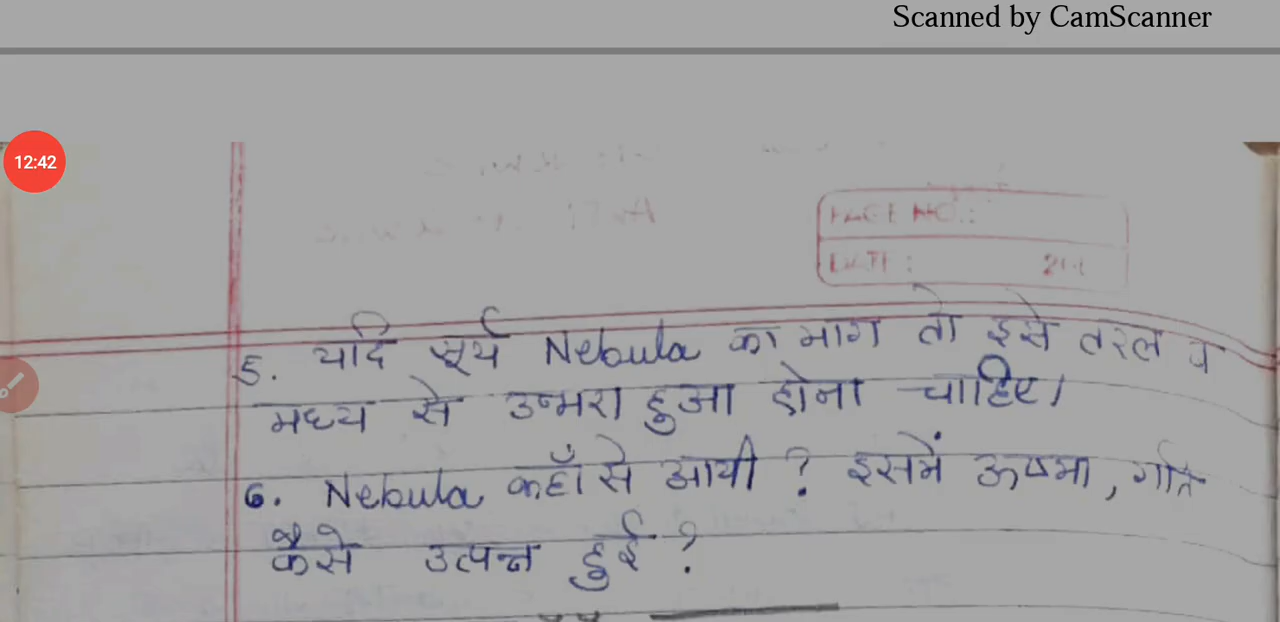 Scanned by CamScanner
12:42
PAGE NO.:
DATE :
5. यदि सूर्य Nebula का भाग तो इसे तरल व
मध्य से उभरा हुआ होना चाहिए।
6. Nebula कहाँ से आयी ? इसमें ऊष्मा, गति
कैसे उत्पन्न हुई ?